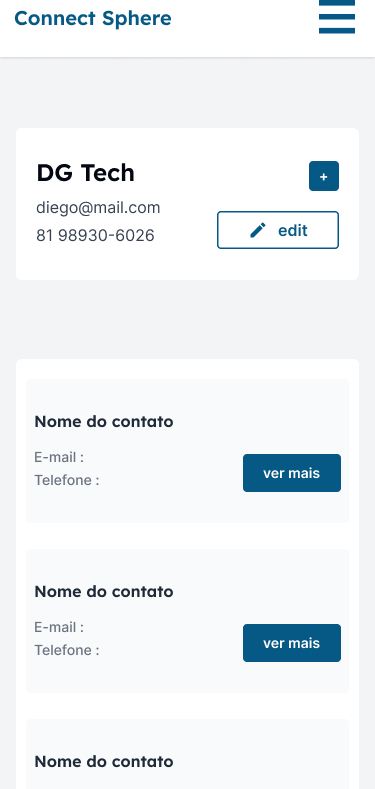 Connect Sphere
DG Tech
+
diego@mail.com
81 98930-6026
edit
Nome do contato
E-mail :
Telefone :
ver mais
Nome do contato
E-mail :
Telefone :
ver mais
Nome do contato